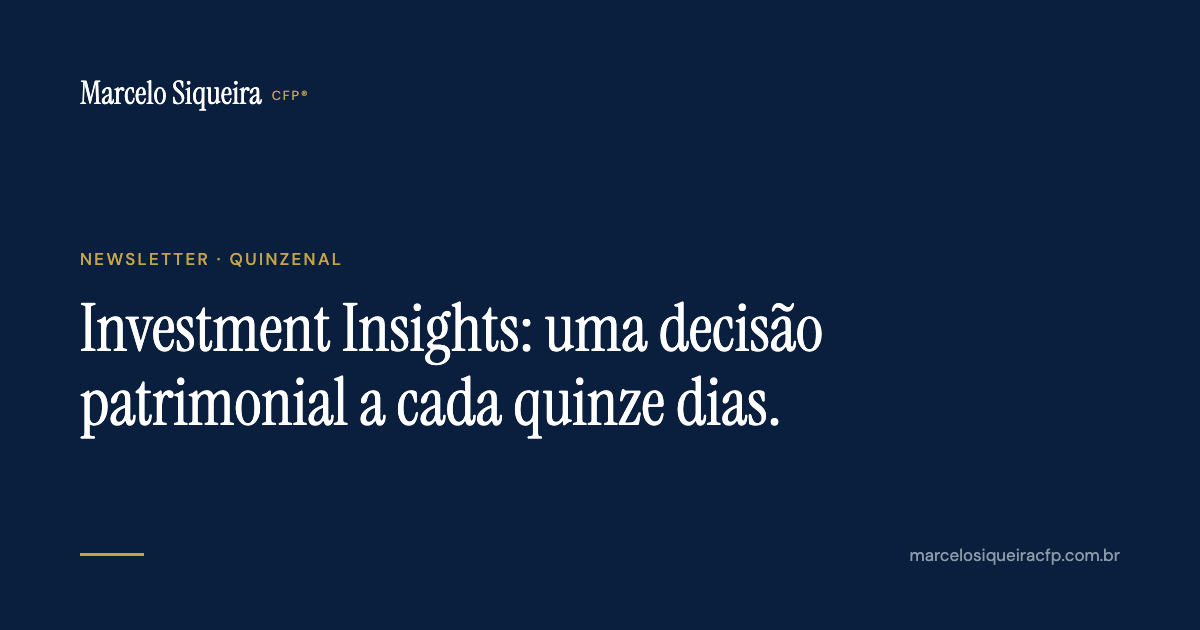 Marcelo Siqueira CFP®
NEWSLETTER · QUINZENAL
Investment Insights: uma decisão
patrimonial a cada quinze dias.
marcelosiqueiracfp.com.br